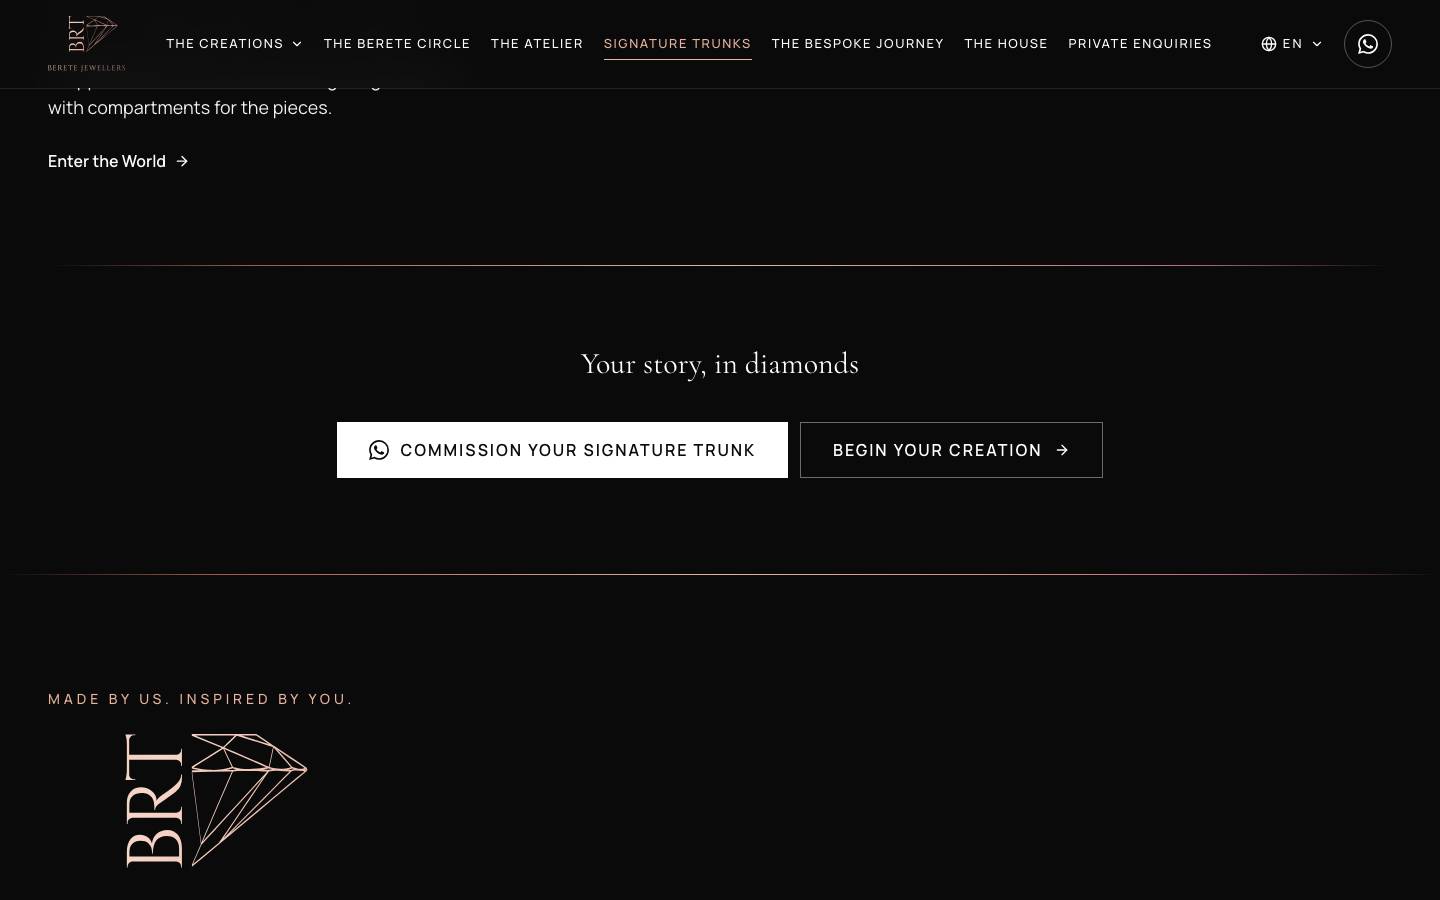 BRT
BERETE JEWELLERS
THE CREATIONS
THE BERETE CIRCLE
THE ATELIER
SIGNATURE TRUNKS
THE BESPOKE JOURNEY
THE HOUSE
PRIVATE ENQUIRIES
EN
with compartments for the pieces.
Enter the World
Your story, in diamonds
COMMISSION YOUR SIGNATURE TRUNK
BEGIN YOUR CREATION
MADE BY US. INSPIRED BY YOU.
BRT